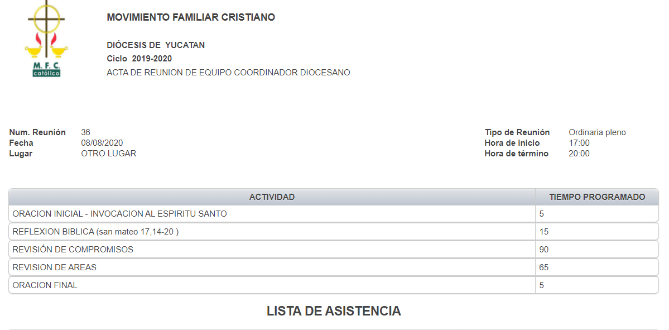 MOVIMIENTO FAMILIAR CRISTIANO
DIÓCESIS DE YUCATAN
Ciclo 2019-2020
ACTA DE REUNION DE EQUIPO COORDINADOR DIOCESANO
M. F. C.
católico
Num. Reunión 36 Tipo de Reunión Ordinaria pleno
Fecha 08/08/2020 Hora de Inicio 17:00
Lugar OTRO LUGAR Hora de término 20:00
ACTIVIDAD TIEMPO PROGRAMADO
ORACION INICIAL - INVOCACION AL ESPIRITU SANTO 5
REFLEXION BIBLICA (san mateo 17,14-20 ) 15
REVISIÓN DE COMPROMISOS 90
REVISION DE AREAS 65
ORACION FINAL 5
LISTA DE ASISTENCIA